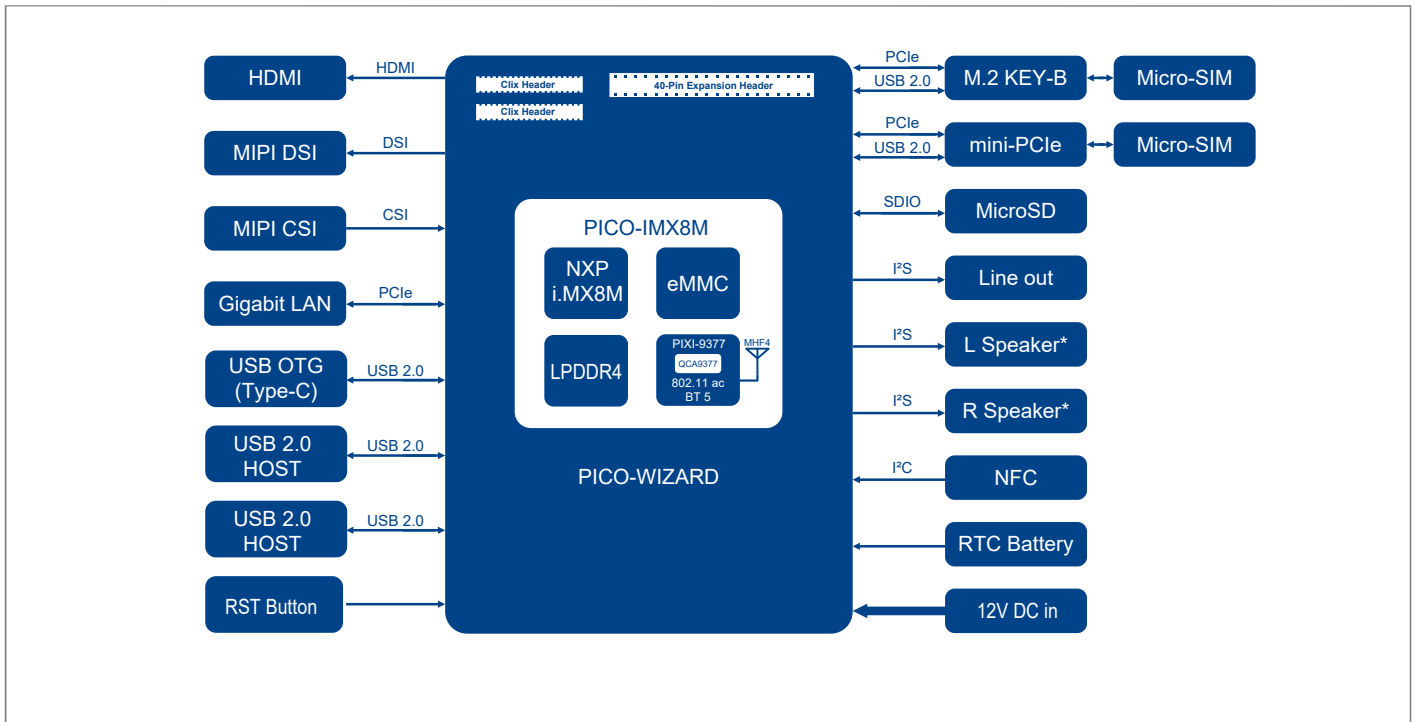 HDMI
HDMI
MIPI DSI
DSI
MIPI CSI
CSI
Gigabit LAN
PCIe
USB OTG
(Type-C)
USB 2.0
USB 2.0
HOST
USB 2.0
USB 2.0
HOST
USB 2.0
RST Button
Clix Header
Clix Header
40-Pin Expansion Header
PICO-IMX8M
NXP
i.MX8M
eMMC
LPDDR4
PIXI-9377
QCA9377
802.11 ac
BT 5
MHF4
PICO-WIZARD
PCIe
USB 2.0
M.2 KEY-B
Micro-SIM
PCIe
USB 2.0
mini-PCIe
Micro-SIM
SDIO
MicroSD
I²S
Line out
I²S
L Speaker*
I²S
R Speaker*
I²C
NFC
RTC Battery
12V DC in